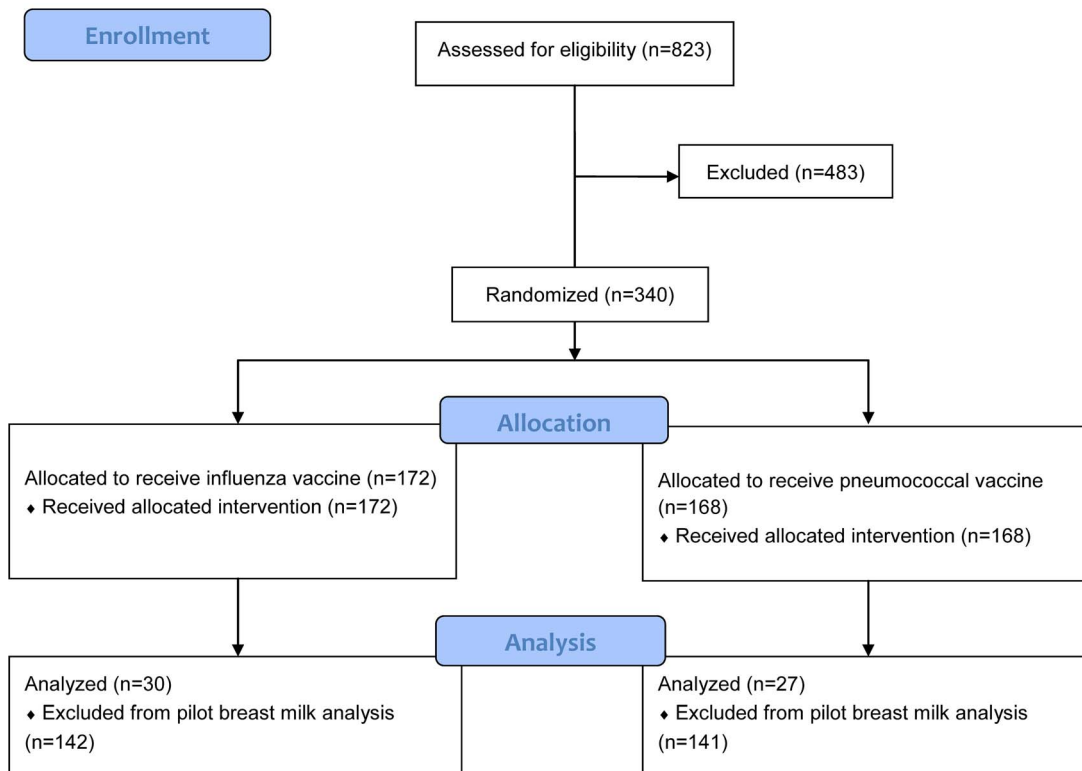 Enrollment
Assessed for eligibility (n=823)
Excluded (n=483)
Randomized (n=340)
Allocation
Allocated to receive influenza vaccine (n=172)
♦ Received allocated intervention (n=172)
Allocated to receive pneumococcal vaccine
(n=168)
♦ Received allocated intervention (n=168)
Analysis
Analyzed (n=30)
♦ Excluded from pilot breast milk analysis
(n=142)
Analyzed (n=27)
♦ Excluded from pilot breast milk analysis
(n=141)